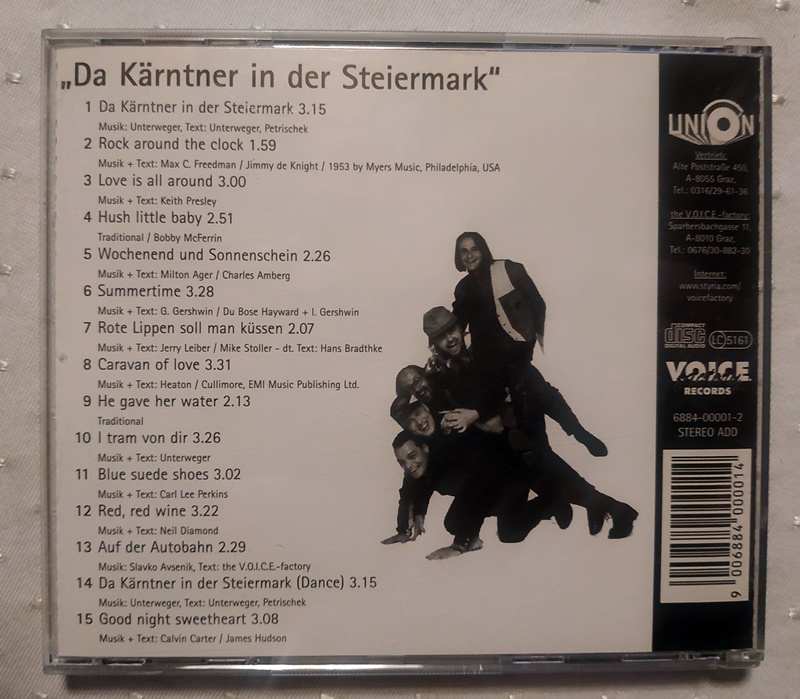 „Da Kärntner in der Steiermark“
1 Da Kärntner in der Steiermark 3.15
Musik: Unterweger, Text: Unterweger, Petrischek
2 Rock around the clock 1.59
Musik + Text: Max C. Freedman / Jimmy de Knight / 1953 by Myers Music, Philadelphia, USA
3 Love is all around 3.00
Musik + Text: Keith Presley
4 Hush little baby 2.51
Traditional / Bobby McFerrin
5 Wochenend und Sonnenschein 2.26
Musik + Text: Milton Ager / Charles Amberg
6 Summertime 3.28
Musik + Text: G. Gershwin / Du Bose Hayward + I. Gershwin
7 Rote Lippen soll man küssen 2.07
Musik + Text: Jerry Leiber / Mike Stoller - dt. Text: Hans Bradthke
8 Caravan of love 3.31
Musik + Text: Heaton / Cullimore, EMI Music Publishing Ltd.
9 He gave her water 2.13
Traditional
10 I tram von dir 3.26
Musik + Text: Unterweger
11 Blue suede shoes 3.02
Musik + Text: Carl Lee Perkins
12 Red, red wine 3.22
Musik + Text: Neil Diamond
13 Auf der Autobahn 2.29
Musik: Slavko Avsenik, Text: the V.O.I.C.E.-factory
14 Da Kärntner in der Steiermark (Dance) 3.15
Musik: Unterweger, Text: Unterweger, Petrischek
15 Good night sweetheart 3.08
Musik + Text: Calvin Carter / James Hudson
UNION
Vertrieb:
Alte Poststraße 450,
A-8055 Graz,
Tel.: 0316/29-61-36
the V.O.I.C.E.-factory:
Sparbersbachgasse 11,
A-8010 Graz,
Tel.: 0676/30-882-30
Internet:
www.styria.com/
voicefactory
COMPACT
disc
DIGITAL AUDIO
LC 5161
VOICE
factory
RECORDS
6884-00001-2
STEREO ADD
9 006884 000014